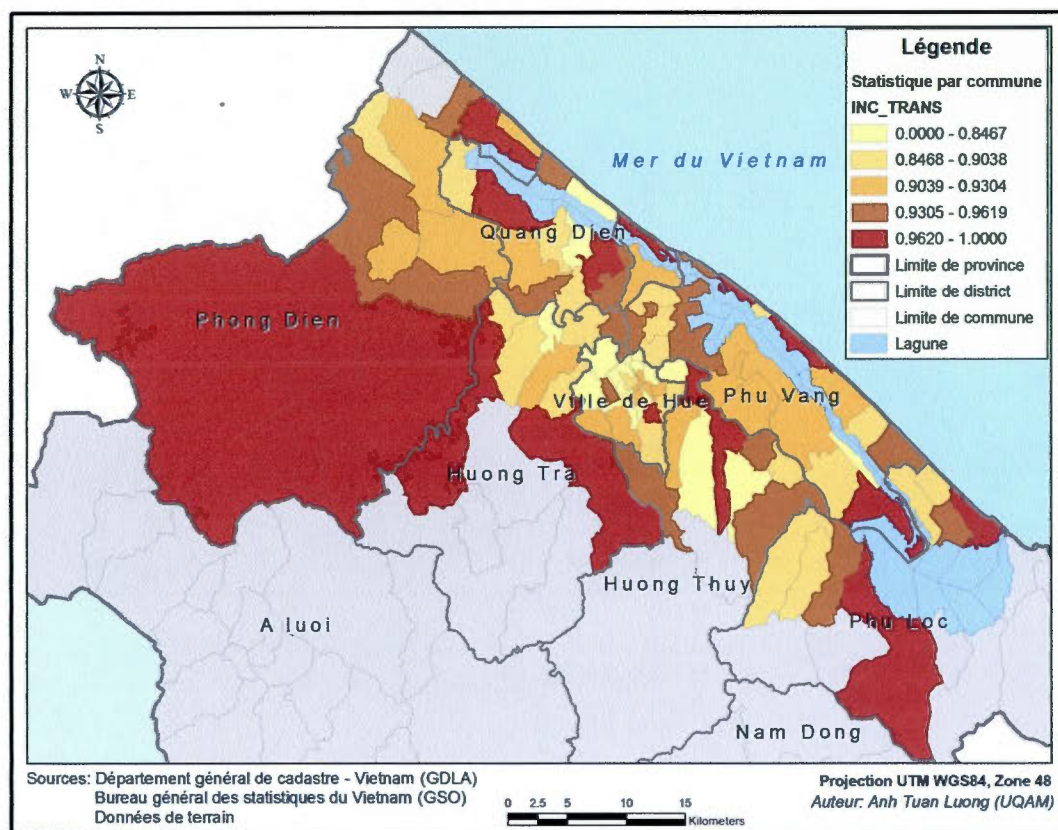 N
W E
S
Légende
Statistique par commune
INC_TRANS
0.0000 - 0.8467
0.8468 - 0.9038
0.9039 - 0.9304
0.9305 - 0.9619
0.9620 - 1.0000
Limite de province
Limite de district
Limite de commune
Lagune
Mer du Vietnam
Quang Dien
Phong Dien
Ville de Hue
Phu Vang
Huong Tra
Huong Thuy
A luoi
Phu Loc
Nam Dong
Sources: Département général de cadastre - Vietnam (GDLA)
Bureau général des statistiques du Vietnam (GSO)
Données de terrain
0 2.5 5 10 15
Kilometers
Projection UTM WGS84, Zone 48
Auteur: Anh Tuan Luong (UQAM)